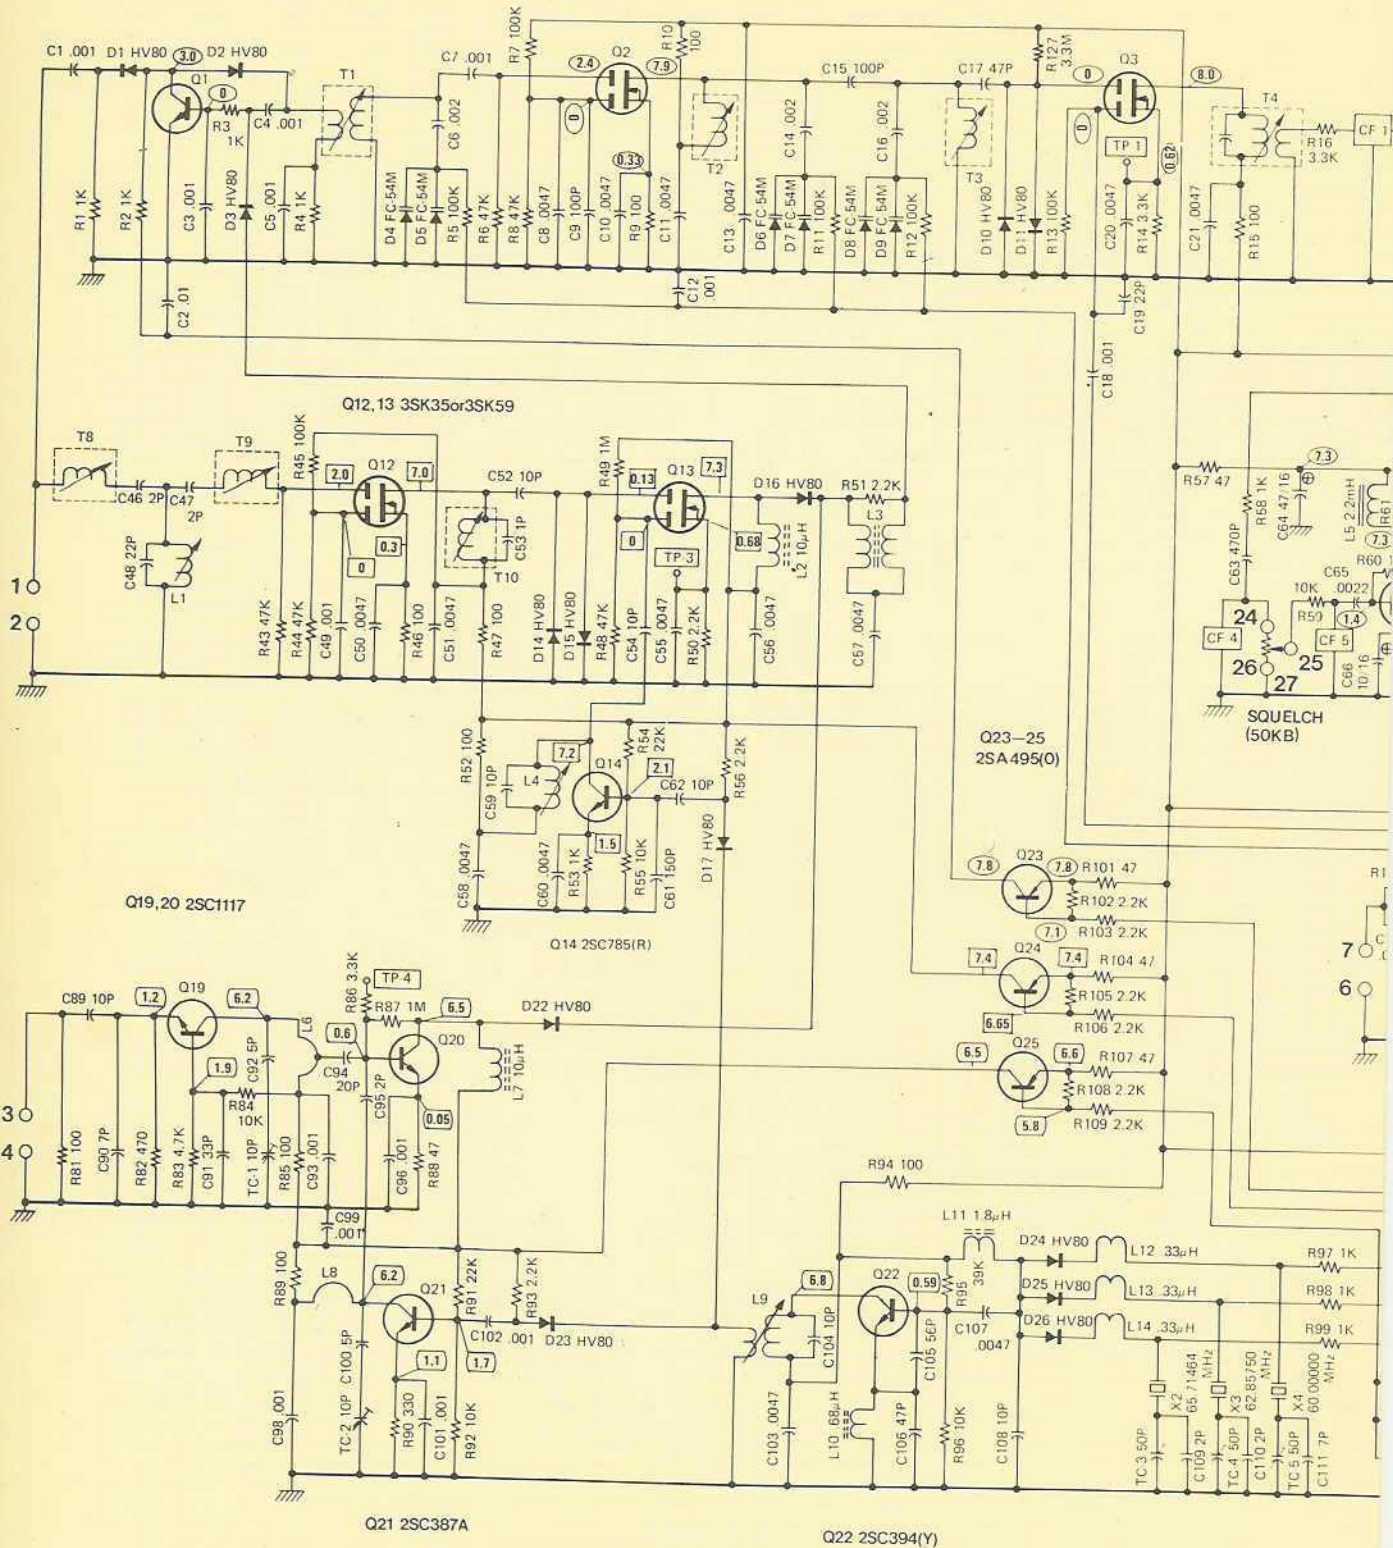 C1 .001
D1 HV80
3.0
D2 HV80
Q1
0
R3
1K
C4 .001
T1
C7 .001
R7 100K
2.4
Q2
7.9
0
0.33
R10
100
C15 100P
C17 47P
R127
3.3M
0
Q3
8.0
0
TP 1
0.62
T4
R16
3.3K
CF 1
R1 1K
R2 1K
C3 .001
D3 HV80
C5 .001
R4 1K
C6 .002
D4 FC-54M
D5 FC-54M
R5 100K
R6 47K
R8 47K
C8 .0047
C9 100P
C10 .0047
R9 100
C11 .0047
T2
C13 .0047
C14 .002
D6 FC-54M
D7 FC-54M
R11 100K
C16 .002
D8 FC-54M
D9 FC-54M
R12 100K
T3
D10 HV80
D11 HV80
R13 100K
C20 .0047
R14 3.3K
C21 .0047
R15 100
C2 .01
C12
.001
C19 22P
C18 .001
Q12,13 3SK35or3SK59
T8
C46 2P
C47
2P
T9
C48 22P
L1
R45 100K
2.0
Q12
7.0
0
0.3
C52 10P
C53 1P
T10
R49 1M
0.13
Q13
7.3
0
TP-3
0.68
D16 HV80
L2 10μH
R51 2.2K
L3
1
2
R43 47K
R44 47K
C49 .001
C50 .0047
R46 100
C51 .0047
R47 100
D14 HV80
D15 HV80
R48 47K
C54 10P
C55 .0047
R50 2.2K
C56 .0047
C57 .0047
R57 47
R58 1K
C64 47/16
7.3
L5 2.2mH
R61
7.3
C63 470P
10K
R59
C65
.0022
1.4
R60 1
CF 4
24
CF 5
25
26
27
C66
10/16
SQUELCH
(50KB)
R52 100
C59 10P
L4
7.2
Q14
R54
22K
2.1
C62 10P
R56 2.2K
1.5
C58 .0047
C60 .0047
R53 1K
R55 10K
C61 150P
D17 HV80
Q14 2SC785(R)
Q23—25
2SA495(O)
7.8
Q23
7.8
R101 47
R102 2.2K
7.1
R103 2.2K
7.4
Q24
7.4
R104 47
R105 2.2K
6.65
R106 2.2K
6.5
Q25
6.6
R107 47
R108 2.2K
5.8
R109 2.2K
R1
7
6
Q19,20 2SC1117
C89 10P
1.2
Q19
6.2
1.9
R84
10K
C92 5P
L6
R86 3.3K
TP-4
R87 1M
6.5
0.6
Q20
C94
20P
C95 2P
0.05
L7 10μH
D22 HV80
3
4
R81 100
C90 7P
R82 470
R83 4.7K
C91 33P
TC-1 10P
R85 100
C93 .001
C96 .001
R88 47
C99
.001
R89 100
L8
6.2
Q21
R91 22K
R93 2.2K
C102 .001
D23 HV80
1.7
1.1
C98 .001
TC-2 10P
C100 5P
R90 330
C101 .001
R92 10K
R94 100
L11 1.8μH
L9
6.8
Q22
0.59
R95
39K
C104 10P
C105 56P
C107
.0047
C103 .0047
L10 .68μH
C106 47P
R96 10K
C108 10P
D24 HV80
L12 .33μH
D25 HV80
L13 .33μH
D26 HV80
L14 .33μH
R97 1K
R98 1K
R99 1K
X2
65.71464
MHz
X3
62.85750
MHz
X4
60.00000
MHz
TC 3 50P
C109 2P
TC 4 50P
C110 2P
TC 5 50P
C111 7P
Q21 2SC387A
Q22 2SC394(Y)